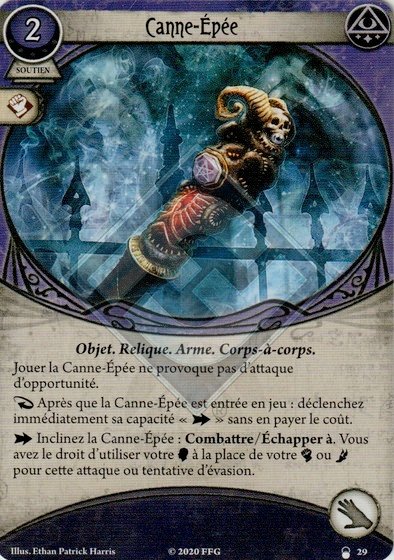 2
Canne-Épée
SOUTIEN
Objet. Relique. Arme. Corps-à-corps.
Jouer la Canne-Épée ne provoque pas d'attaque
d'opportunité.
Après que la Canne-Épée est entrée en jeu : déclenchez
immédiatement sa capacité « » sans en payer le coût.
Inclinez la Canne-Épée : Combattre/Échapper à. Vous
avez le droit d'utiliser votre à la place de votre ou
pour cette attaque ou tentative d'évasion.
Illus. Ethan Patrick Harris © 2020 FFG 29